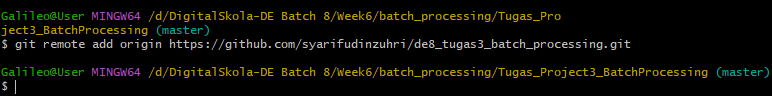 Galileo@User MINGW64 /d/DigitalSkola-DE Batch 8/Week6/batch_processing/Tugas_Pro
ject3_BatchProcessing (master)
$ git remote add origin https://github.com/syarifudinzuhri/de8_tugas3_batch_processing.git
Galileo@User MINGW64 /d/DigitalSkola-DE Batch 8/Week6/batch_processing/Tugas_Project3_BatchProcessing (master)
$